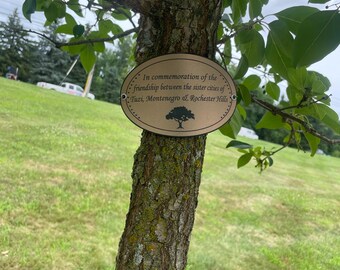 In commemoration of the
friendship between the sister cities of
Tuzi, Montenegro & Rochester Hills